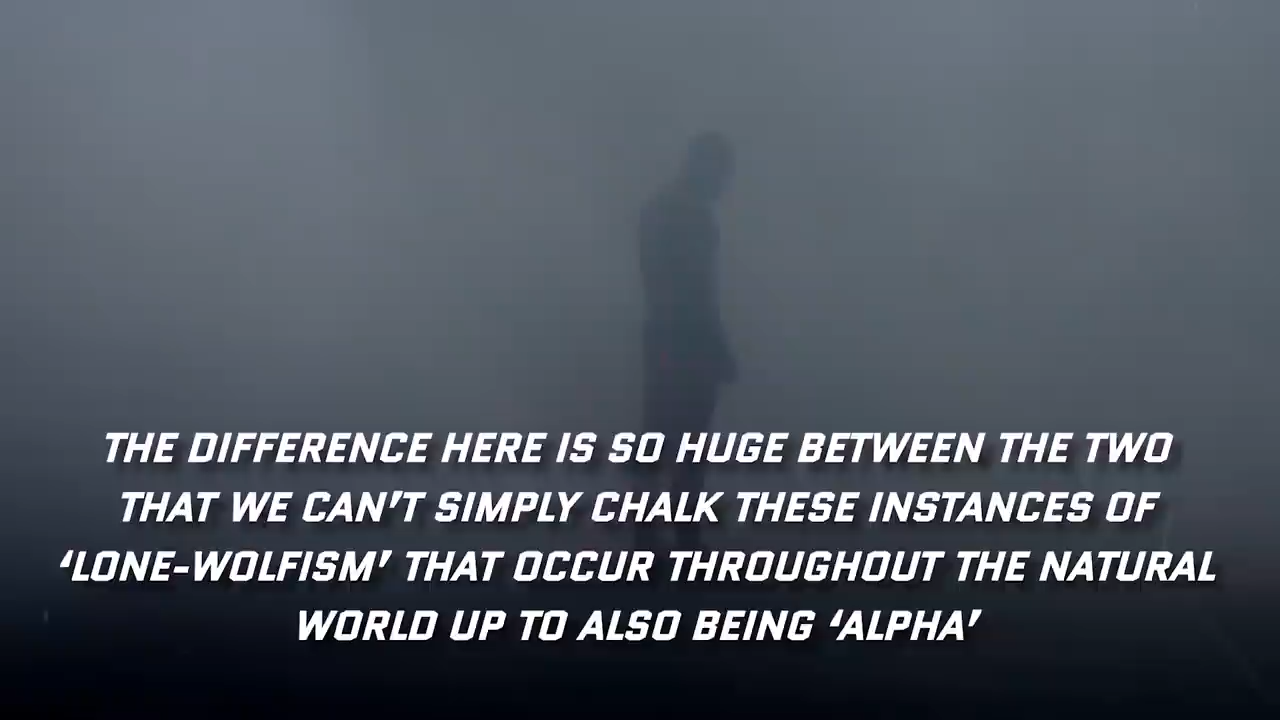 THE DIFFERENCE HERE IS SO HUGE BETWEEN THE TWO
THAT WE CAN'T SIMPLY CHALK THESE INSTANCES OF
‘LONE-WOLFISM’ THAT OCCUR THROUGHOUT THE NATURAL
WORLD UP TO ALSO BEING ‘ALPHA’